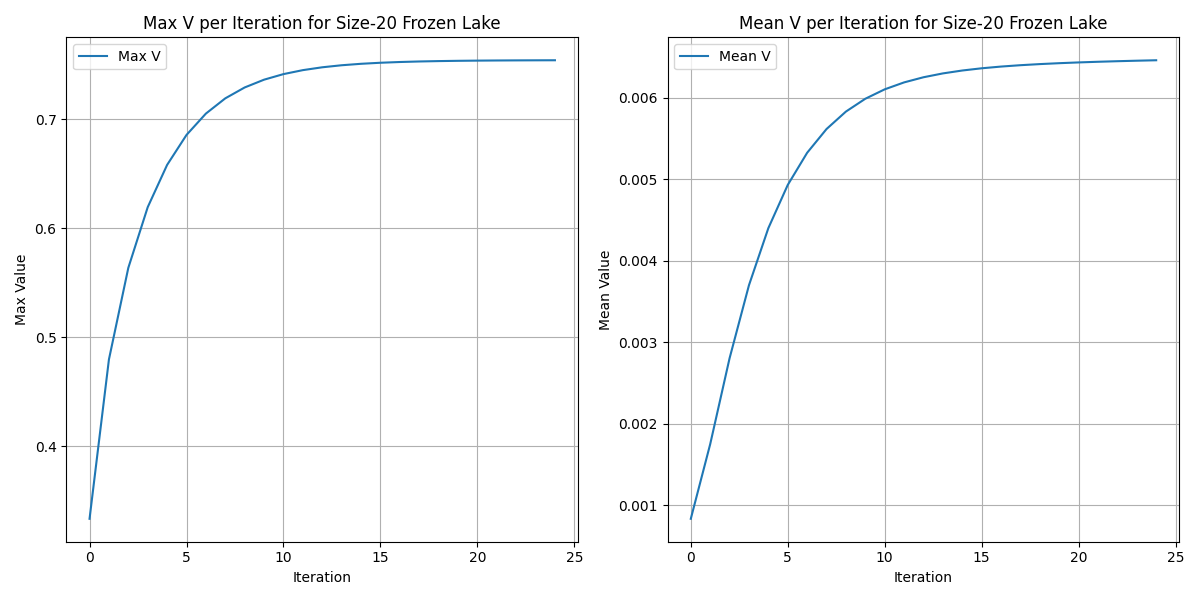 Max V per Iteration for Size-20 Frozen Lake
Max V
0.7
0.6
0.5
0.4
Max Value
0
5
10
15
20
25
Iteration
Mean V per Iteration for Size-20 Frozen Lake
Mean V
0.006
0.005
0.004
0.003
0.002
0.001
Mean Value
0
5
10
15
20
25
Iteration